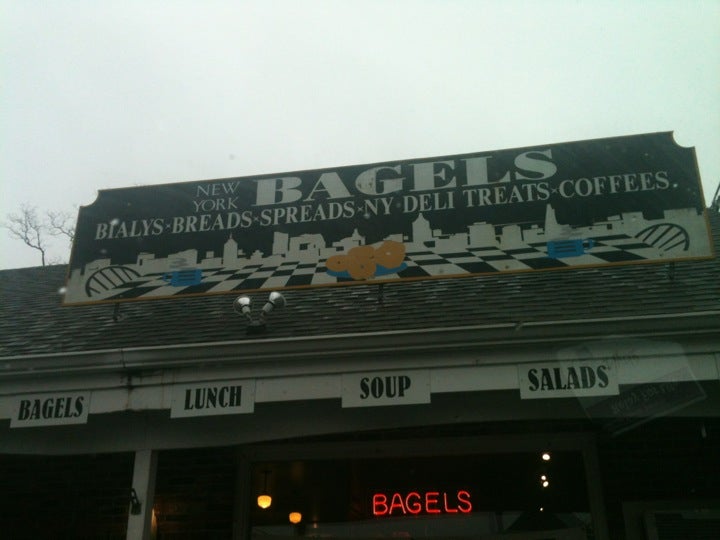 NEW YORK BAGELS
BIALYS·BREADS·SPREADS·NY DELI TREATS·COFFEES
BAGELS
LUNCH
SOUP
SALADS
BAGELS